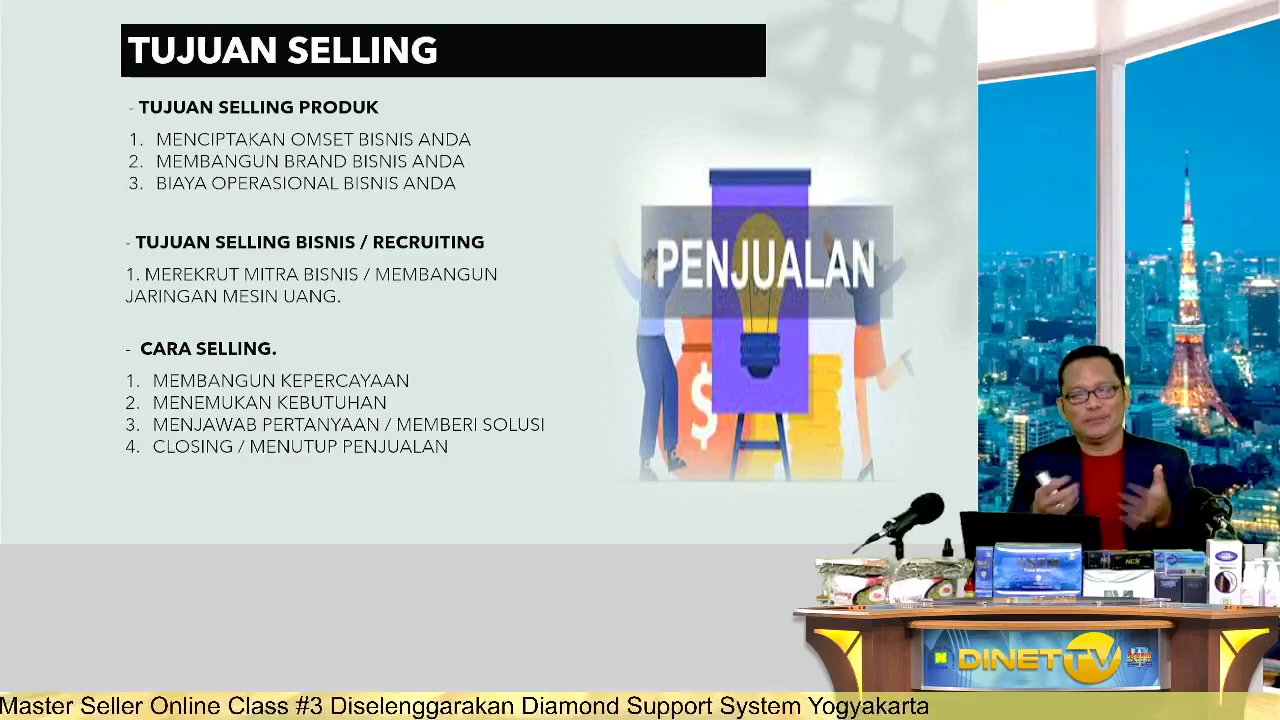 TUJUAN SELLING
- TUJUAN SELLING PRODUK
1. MENCIPTAKAN OMSET BISNIS ANDA
2. MEMBANGUN BRAND BISNIS ANDA
3. BIAYA OPERASIONAL BISNIS ANDA
- TUJUAN SELLING BISNIS / RECRUITING
1. MEREKRUT MITRA BISNIS / MEMBANGUN
JARINGAN MESIN UANG.
- CARA SELLING.
1. MEMBANGUN KEPERCAYAAN
2. MENEMUKAN KEBUTUHAN
3. MENJAWAB PERTANYAAN / MEMBERI SOLUSI
4. CLOSING / MENUTUP PENJUALAN
PENJUALAN
$
DINET TV
Master Seller Online Class #3 Diselenggarakan Diamond Support System Yogyakarta